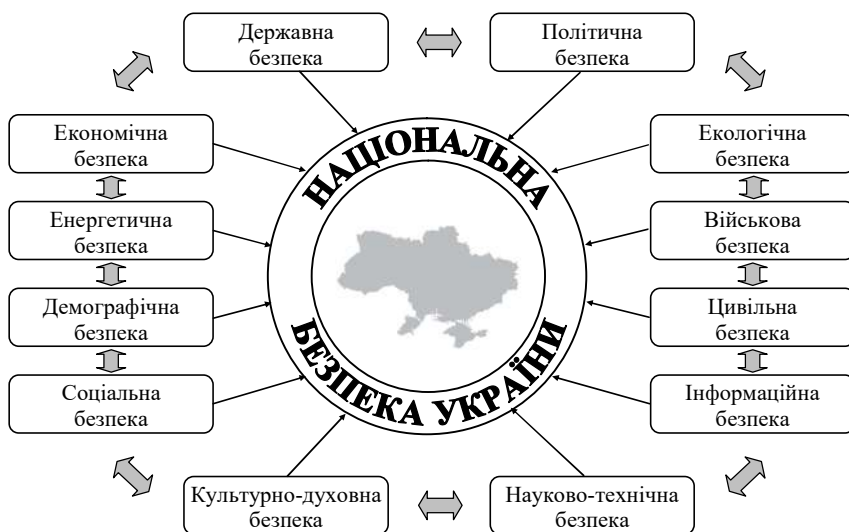 Державна
безпека
Політична
безпека
Економічна
безпека
Екологічна
безпека
НАЦІОНАЛЬНА
Енергетична
безпека
Військова
безпека
Демографічна
безпека
Цивільна
безпека
БЕЗПЕКА УКРАЇНИ
Соціальна
безпека
Інформаційна
безпека
Культурно-духовна
безпека
Науково-технічна
безпека